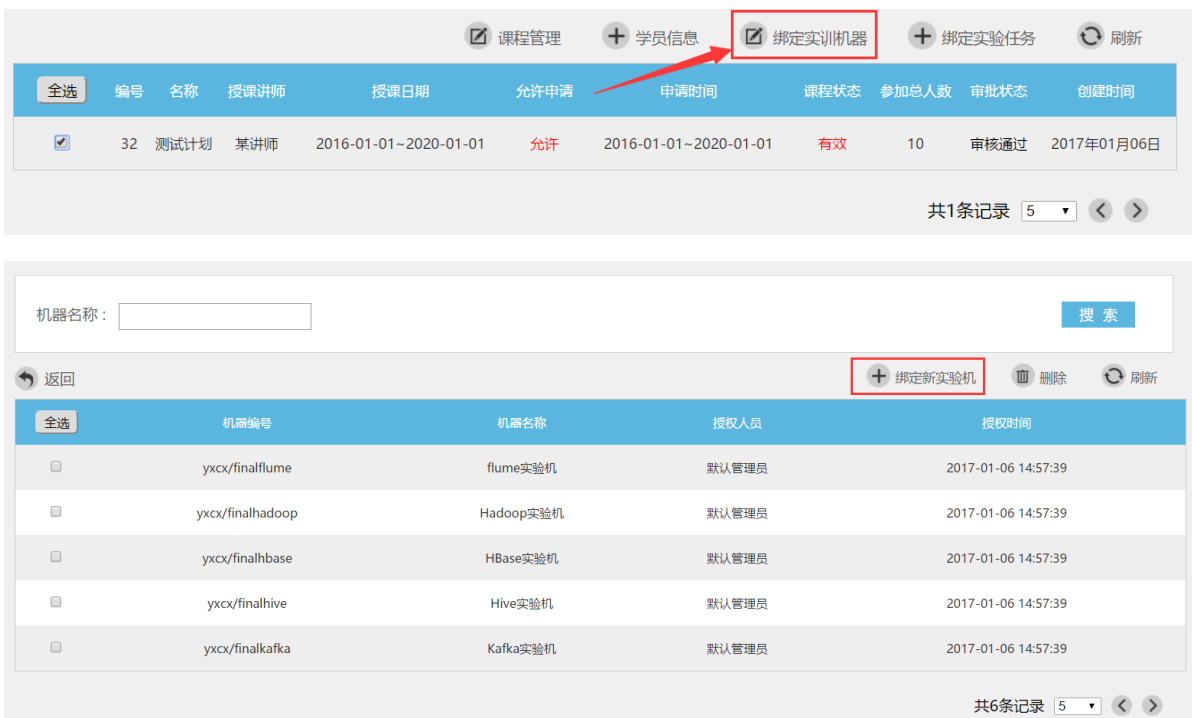 课程管理 学员信息 绑定实训机器 绑定实验任务 刷新
全选 编号 名称 授课讲师 授课日期 允许申请 申请时间 课程状态 参加总人数 审批状态 创建时间
32 测试计划 某讲师 2016-01-01~2020-01-01 允许 2016-01-01~2020-01-01 有效 10 审核通过 2017年01月06日
共1条记录 5
机器名称： 搜 索
返回 绑定新实验机 删除 刷新
全选 机器编号 机器名称 授权人员 授权时间
yxcx/finalflume flume实验机 默认管理员 2017-01-06 14:57:39
yxcx/finalhadoop Hadoop实验机 默认管理员 2017-01-06 14:57:39
yxcx/finalhbase HBase实验机 默认管理员 2017-01-06 14:57:39
yxcx/finalhive Hive实验机 默认管理员 2017-01-06 14:57:39
yxcx/finalkafka Kafka实验机 默认管理员 2017-01-06 14:57:39
共6条记录 5